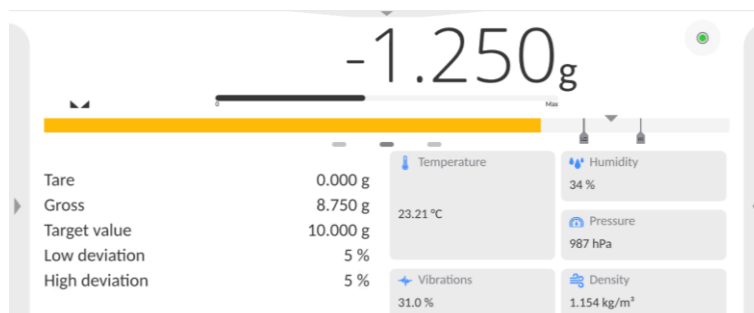 -1.250g
0 Max
Tare 0.000 g
Gross 8.750 g
Target value 10.000 g
Low deviation 5 %
High deviation 5 %
Temperature
23.21 °C
Humidity
34 %
Pressure
987 hPa
Vibrations
31.0 %
Density
1.154 kg/m³